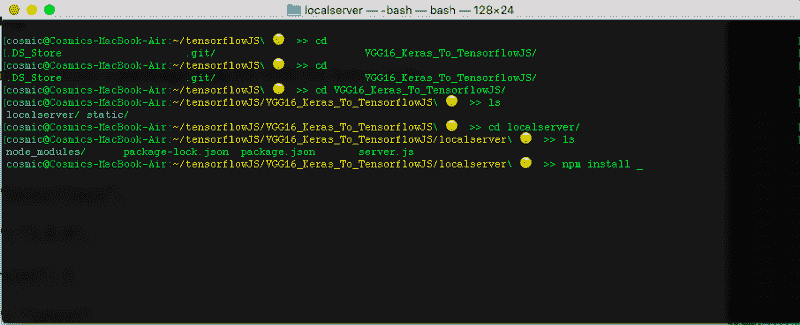 localserver — -bash — bash — 128×24
[cosmic@Cosmics-MacBook-Air:~/tensorflowJS\ >> cd
[.DS_Store .git/ VGG16_Keras_To_TensorflowJS/
[cosmic@Cosmics-MacBook-Air:~/tensorflowJS\ >> cd
[.DS_Store .git/ VGG16_Keras_To_TensorflowJS/
[cosmic@Cosmics-MacBook-Air:~/tensorflowJS\ >> cd VGG16_Keras_To_TensorflowJS/
[cosmic@Cosmics-MacBook-Air:~/tensorflowJS/VGG16_Keras_To_TensorflowJS\ >> ls
localserver/ static/
[cosmic@Cosmics-MacBook-Air:~/tensorflowJS/VGG16_Keras_To_TensorflowJS\ >> cd localserver/
[cosmic@Cosmics-MacBook-Air:~/tensorflowJS/VGG16_Keras_To_TensorflowJS/localserver\ >> ls
node_modules/ package-lock.json package.json server.js
cosmic@Cosmics-MacBook-Air:~/tensorflowJS/VGG16_Keras_To_TensorflowJS/localserver\ >> npm install _